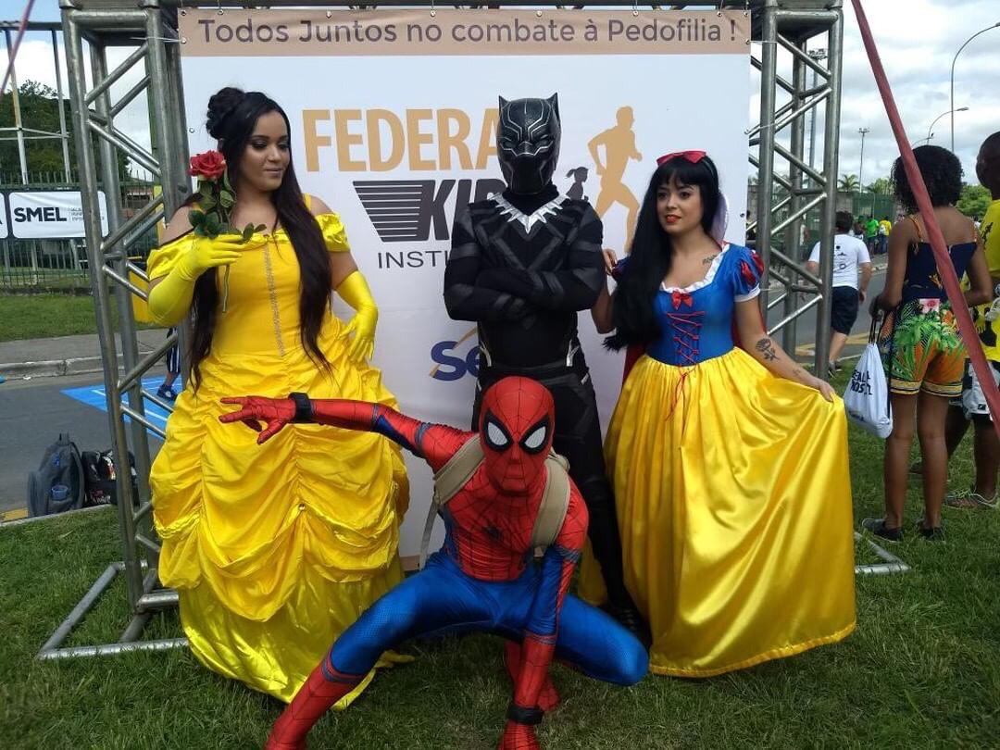 Todos Juntos no combate à Pedofilia !
FEDERA
KID
INSTI
SMEL
Se